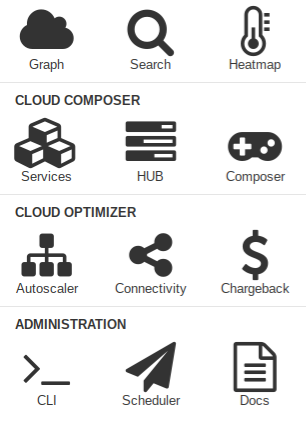 Graph Search Heatmap
CLOUD COMPOSER
Services HUB Composer
CLOUD OPTIMIZER
Autoscaler Connectivity Chargeback
ADMINISTRATION
CLI Scheduler Docs